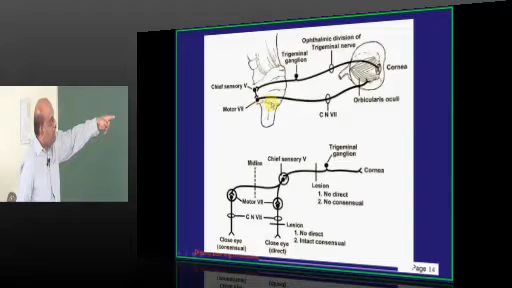 Ophthalmic division of
Trigeminal nerve
Trigeminal
ganglion
Cornea
Chief sensory V
Motor VII
Orbicularis oculi
C N VII
Trigeminal
ganglion
Midline
Chief sensory V
Cornea
Lesion
1. No direct
2. No consensual
Motor VII
C N VII
Lesion
1. No direct
2. Intact consensual
Close eye
(consensual)
Close eye
(direct)
Page 14